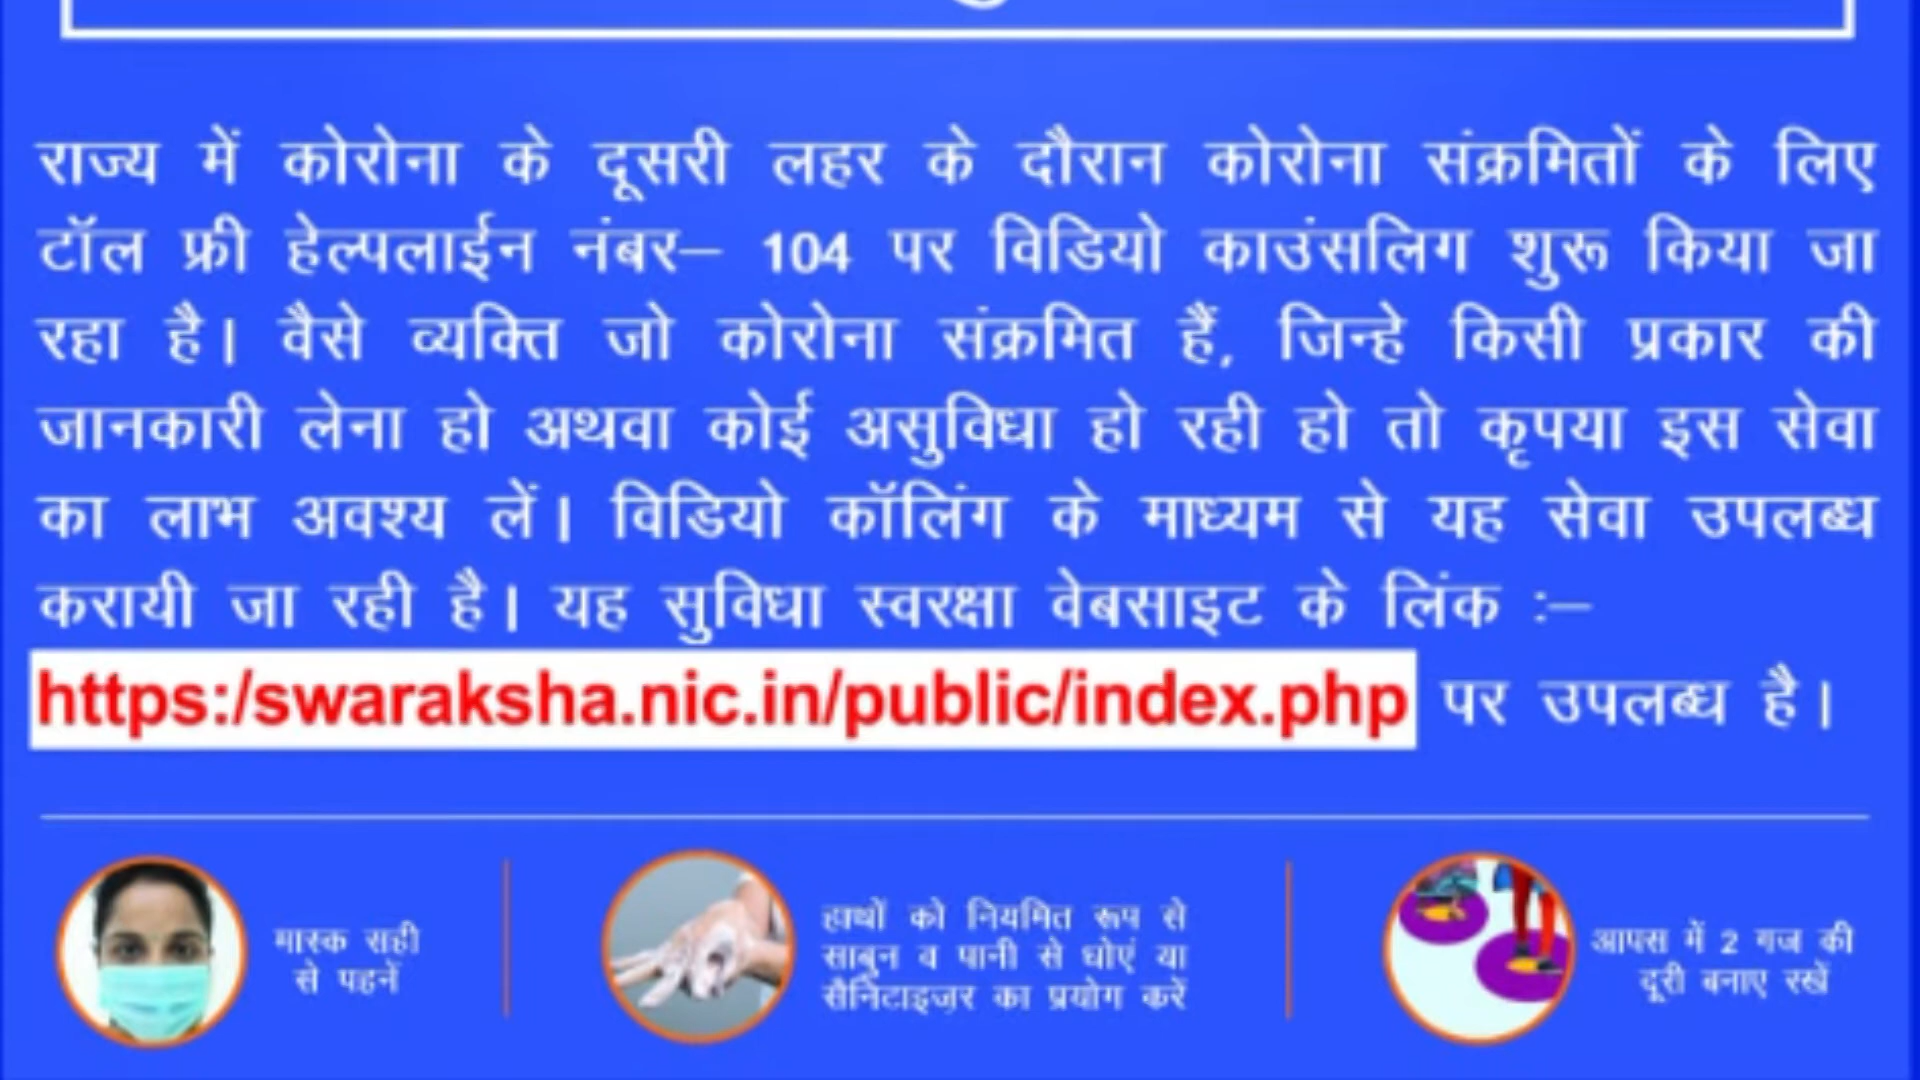 राज्य में कोरोना के दूसरी लहर के दौरान कोरोना संक्रमितों के लिए
टॉल फ्री हेल्पलाईन नंबर– 104 पर विडियो काउंसलिग शुरू किया जा
रहा है। वैसे व्यक्ति जो कोरोना संक्रमित हैं, जिन्हे किसी प्रकार की
जानकारी लेना हो अथवा कोई असुविधा हो रही हो तो कृपया इस सेवा
का लाभ अवश्य लें। विडियो कॉलिंग के माध्यम से यह सेवा उपलब्ध
करायी जा रही है। यह सुविधा स्वरक्षा वेबसाइट के लिंक :–
https:/swaraksha.nic.in/public/index.php पर उपलब्ध है।
मास्क सही
से पहनें
हाथों को नियमित रूप से
साबुन व पानी से धोएं या
सैनिटाइज़र का प्रयोग करें
आपस में 2 गज की
दूरी बनाए रखें